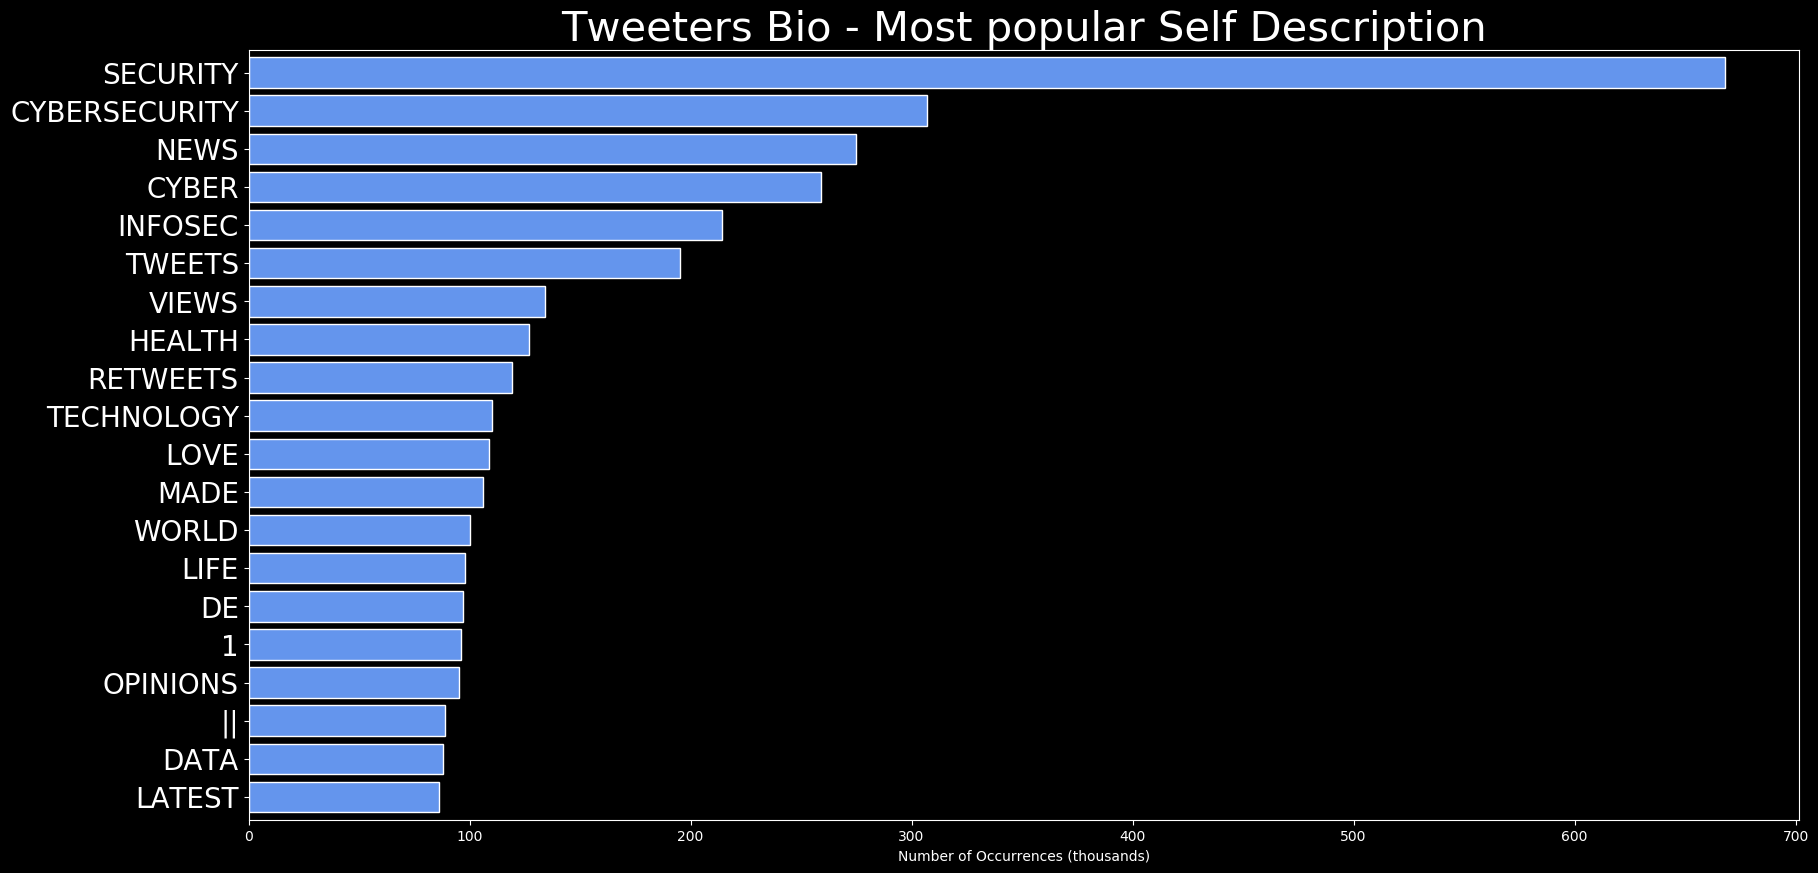 Tweeters Bio - Most popular Self Description
SECURITY
CYBERSECURITY
NEWS
CYBER
INFOSEC
TWEETS
VIEWS
HEALTH
RETWEETS
TECHNOLOGY
LOVE
MADE
WORLD
LIFE
DE
1
OPINIONS
||
DATA
LATEST
0 100 200 300 400 500 600 700
Number of Occurrences (thousands)